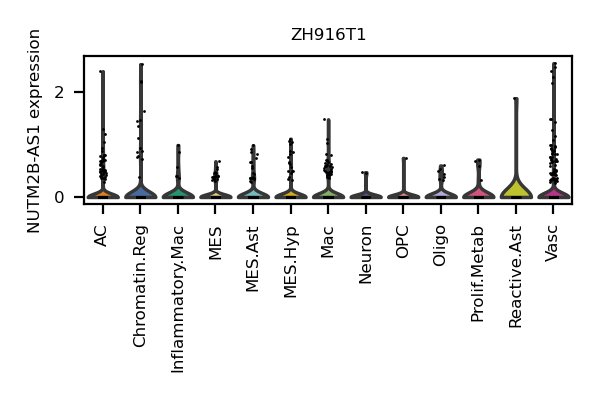 ZH916T1
NUTM2B-AS1 expression
2
0
AC
Chromatin.Reg
Inflammatory.Mac
MES
MES.Ast
MES.Hyp
Mac
Neuron
OPC
Oligo
Prolif.Metab
Reactive.Ast
Vasc